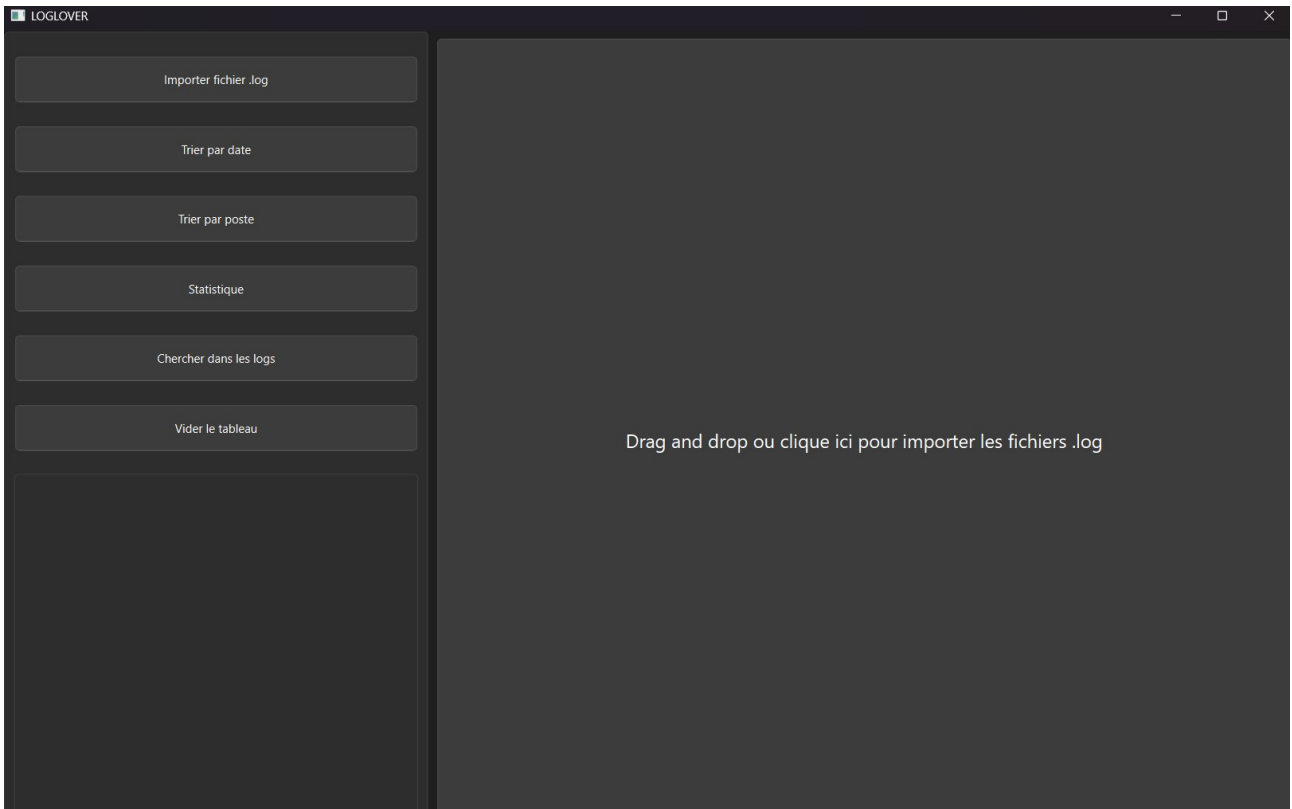 LOGLOVER
Importer fichier .log
Trier par date
Trier par poste
Statistique
Chercher dans les logs
Vider le tableau
Drag and drop ou clique ici pour importer les fichiers .log